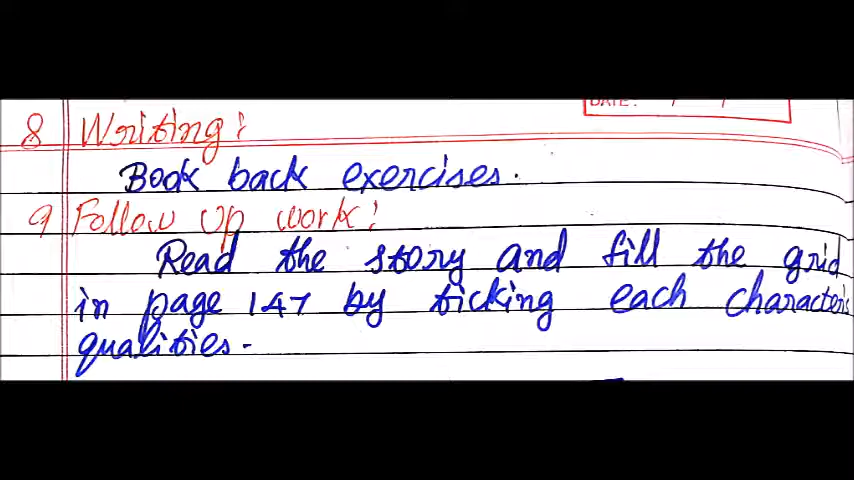 DATE: / /
8 Writing:
Book back exercises.
9 Follow up work:
Read the story and fill the grid
in page 147 by ticking each character's
qualities.